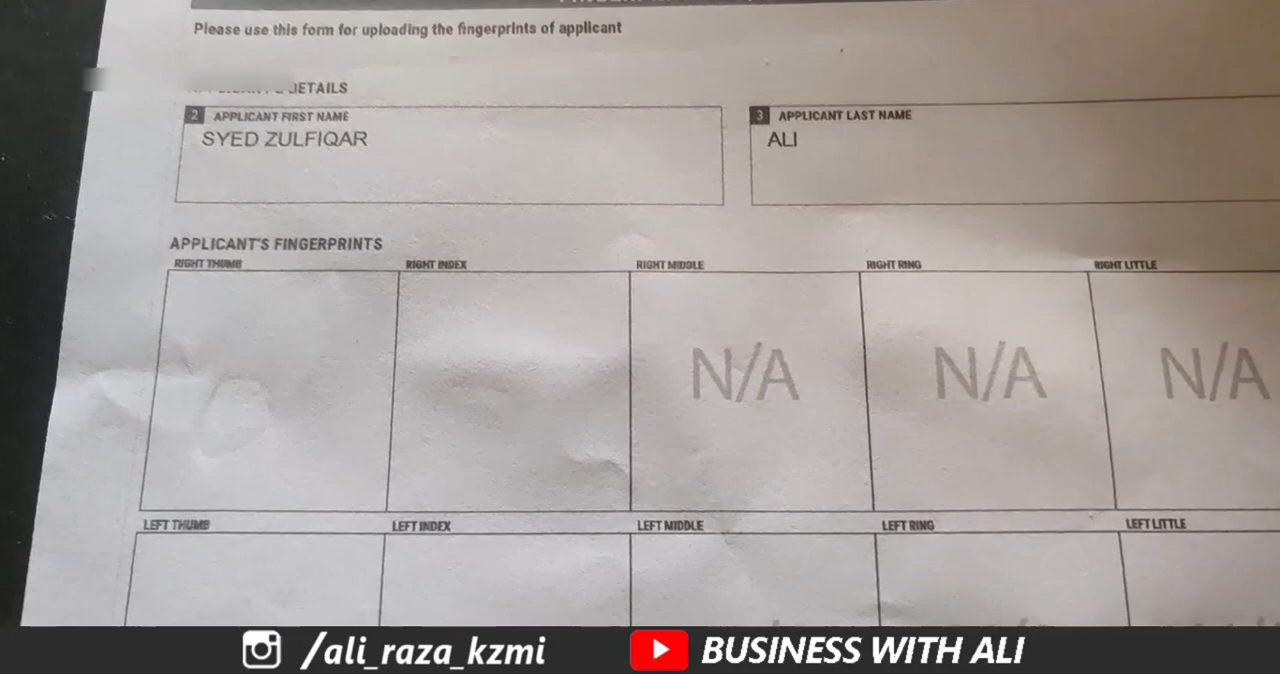 Please use this form for uploading the fingerprints of applicant
DETAILS
2 APPLICANT FIRST NAME
SYED ZULFIQAR
3 APPLICANT LAST NAME
ALI
APPLICANT'S FINGERPRINTS
RIGHT THUMB RIGHT INDEX RIGHT MIDDLE RIGHT RING RIGHT LITTLE
N/A N/A N/A
LEFT THUMB LEFT INDEX LEFT MIDDLE LEFT RING LEFT LITTLE
/ali_raza_kzmi BUSINESS WITH ALI